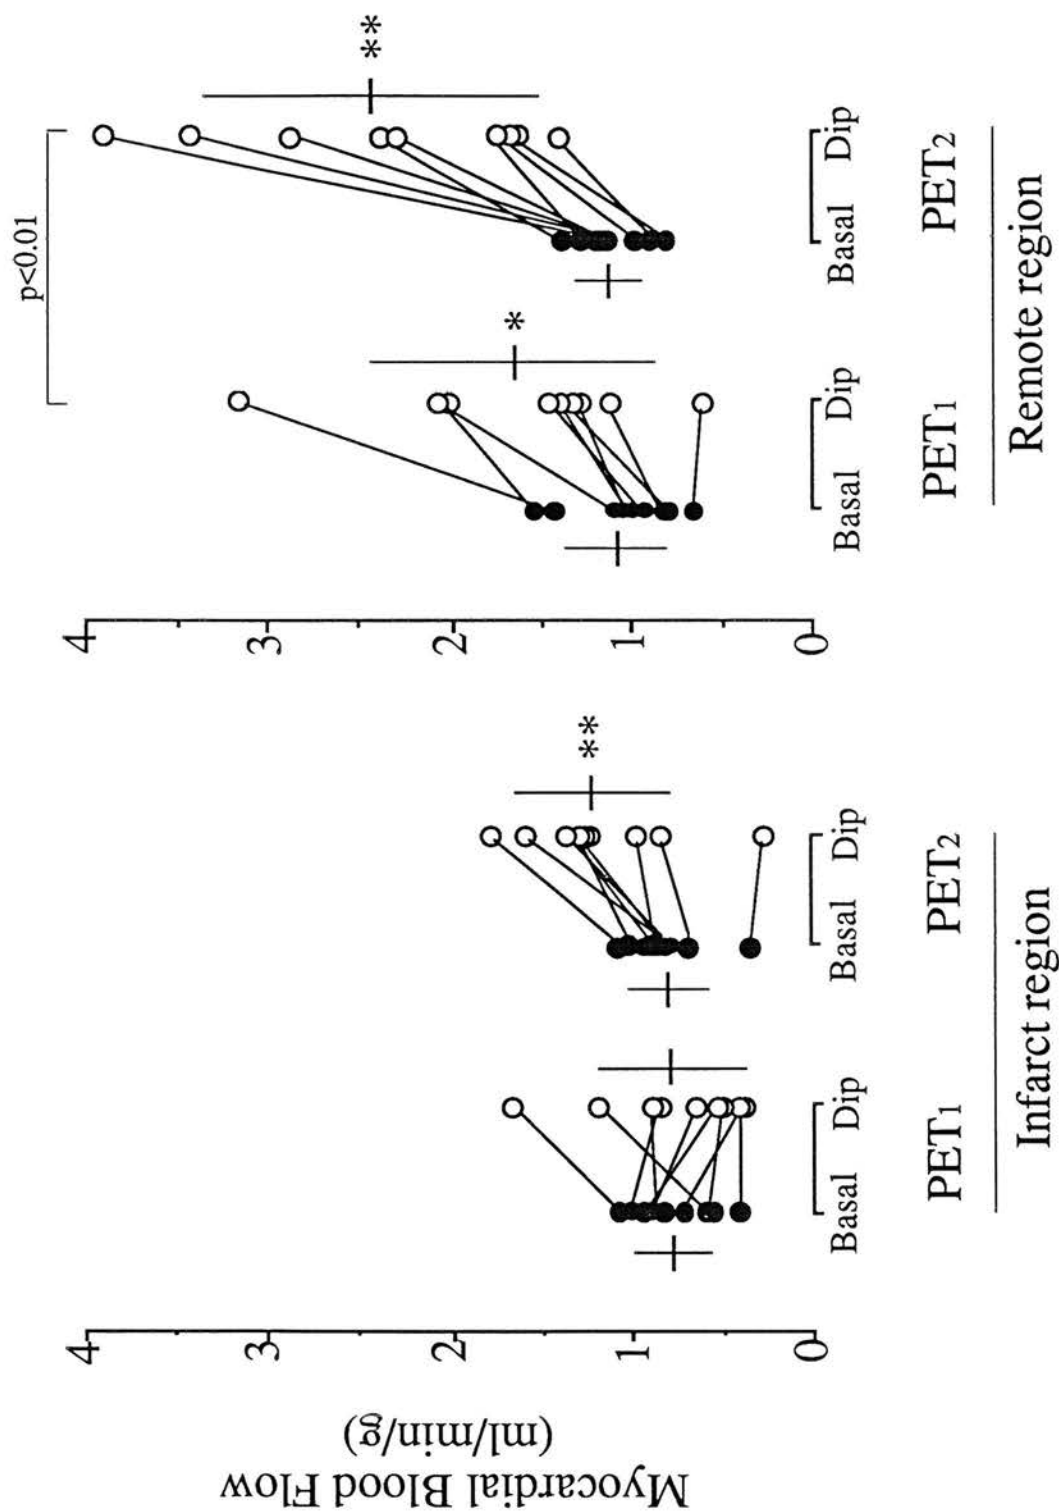 Myocardial Blood Flow
(ml/min/g)
4
3
2
1
0
**
Basal Dip Basal Dip
PET1 PET2
Infarct region
p<0.01
4
3
2
1
0
* **
Basal Dip Basal Dip
PET1 PET2
Remote region